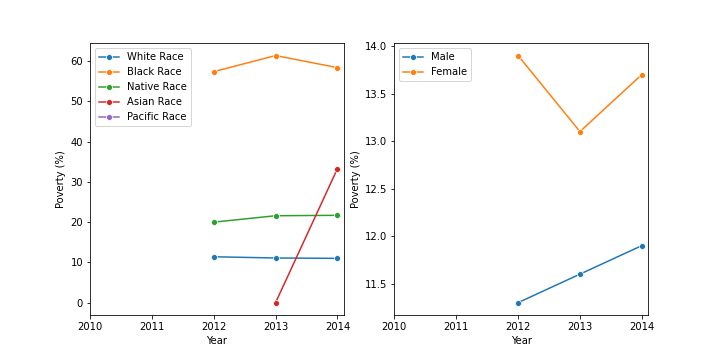 White Race
Black Race
Native Race
Asian Race
Pacific Race
60
50
40
30
20
10
0
Poverty (%)
2010 2011 2012 2013 2014
Year
Male
Female
14.0
13.5
13.0
12.5
12.0
11.5
Poverty (%)
2010 2011 2012 2013 2014
Year